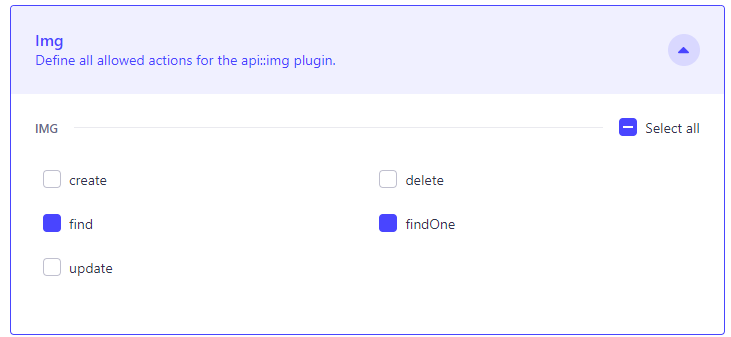 Img
Define all allowed actions for the api::img plugin.
IMG
Select all
create
delete
find
findOne
update